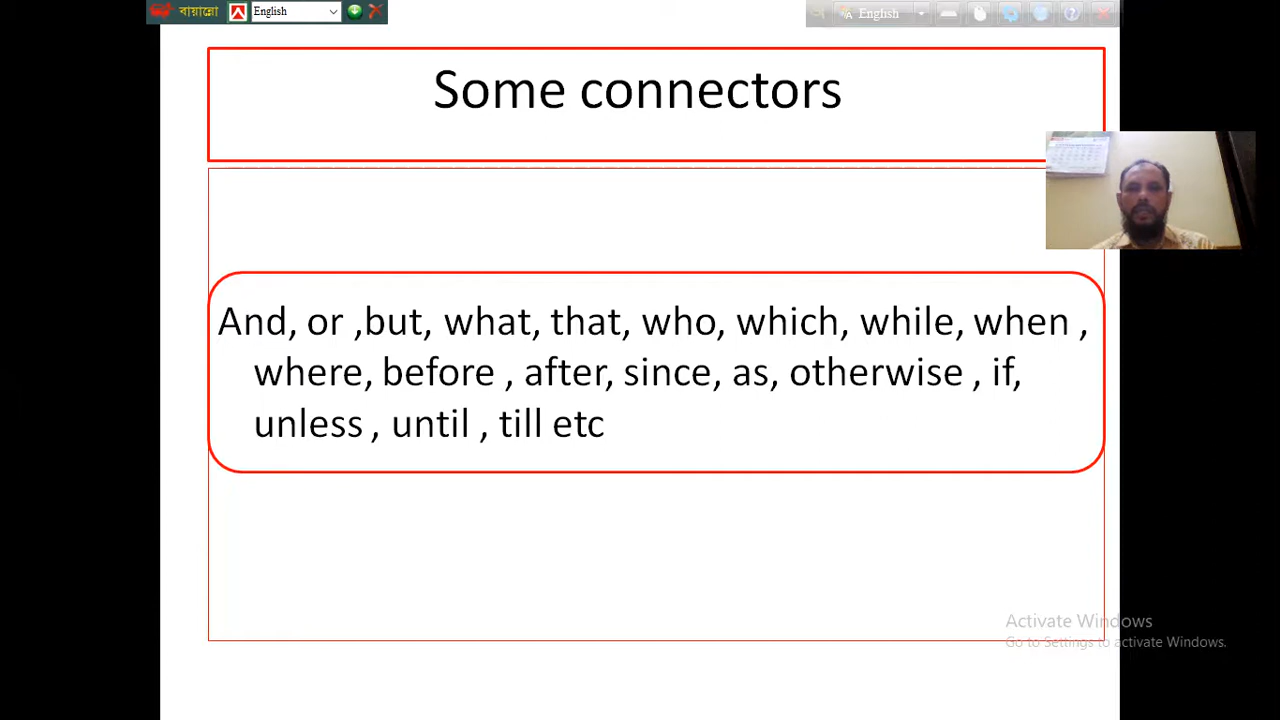 বায়ান্নো English
English
Some connectors
And, or ,but, what, that, who, which, while, when ,
where, before , after, since, as, otherwise , if,
unless , until , till etc
Activate Windows
Go to Settings to activate Windows.